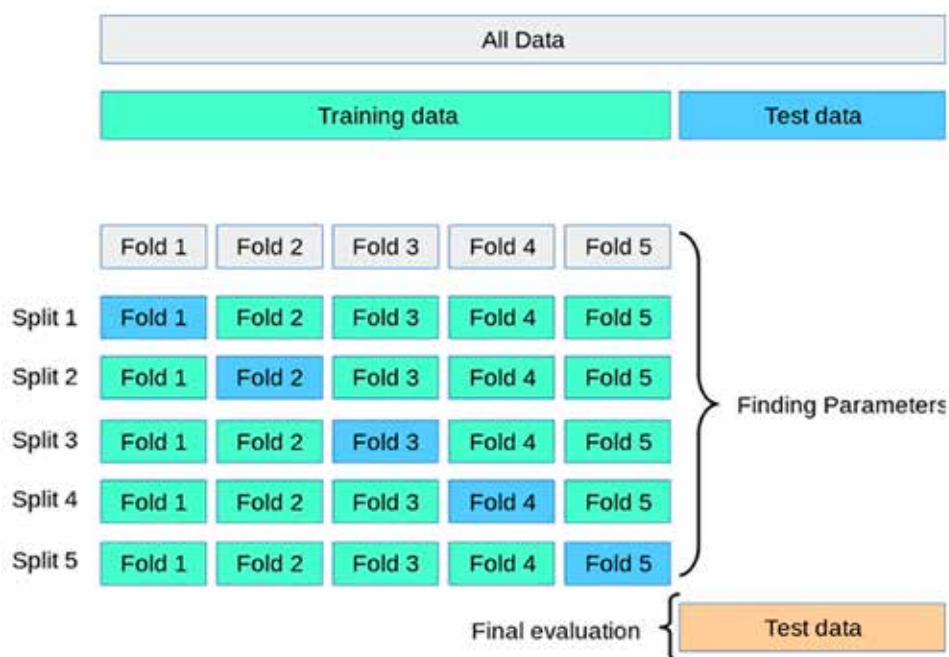 All Data
Training data Test data
Fold 1 Fold 2 Fold 3 Fold 4 Fold 5
Split 1 Fold 1 Fold 2 Fold 3 Fold 4 Fold 5
Split 2 Fold 1 Fold 2 Fold 3 Fold 4 Fold 5
Finding Parameters
Split 3 Fold 1 Fold 2 Fold 3 Fold 4 Fold 5
Split 4 Fold 1 Fold 2 Fold 3 Fold 4 Fold 5
Split 5 Fold 1 Fold 2 Fold 3 Fold 4 Fold 5
Final evaluation Test data